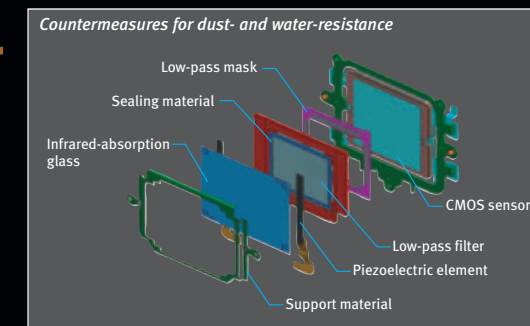 Countermeasures for dust- and water-resistance
Low-pass mask
Sealing material
Infrared-absorption
glass
CMOS sensor
Low-pass filter
Piezoelectric element
Support material